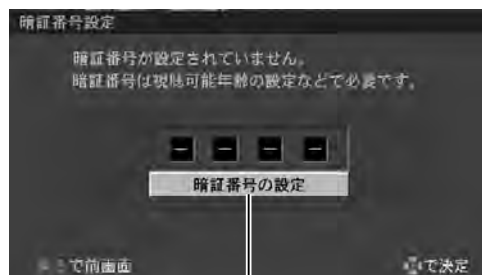 暗証番号設定
暗証番号が設定されていません。
暗証番号は視聴可能年齢の設定などで必要です。
– – – –
暗証番号の設定
で前画面
で決定